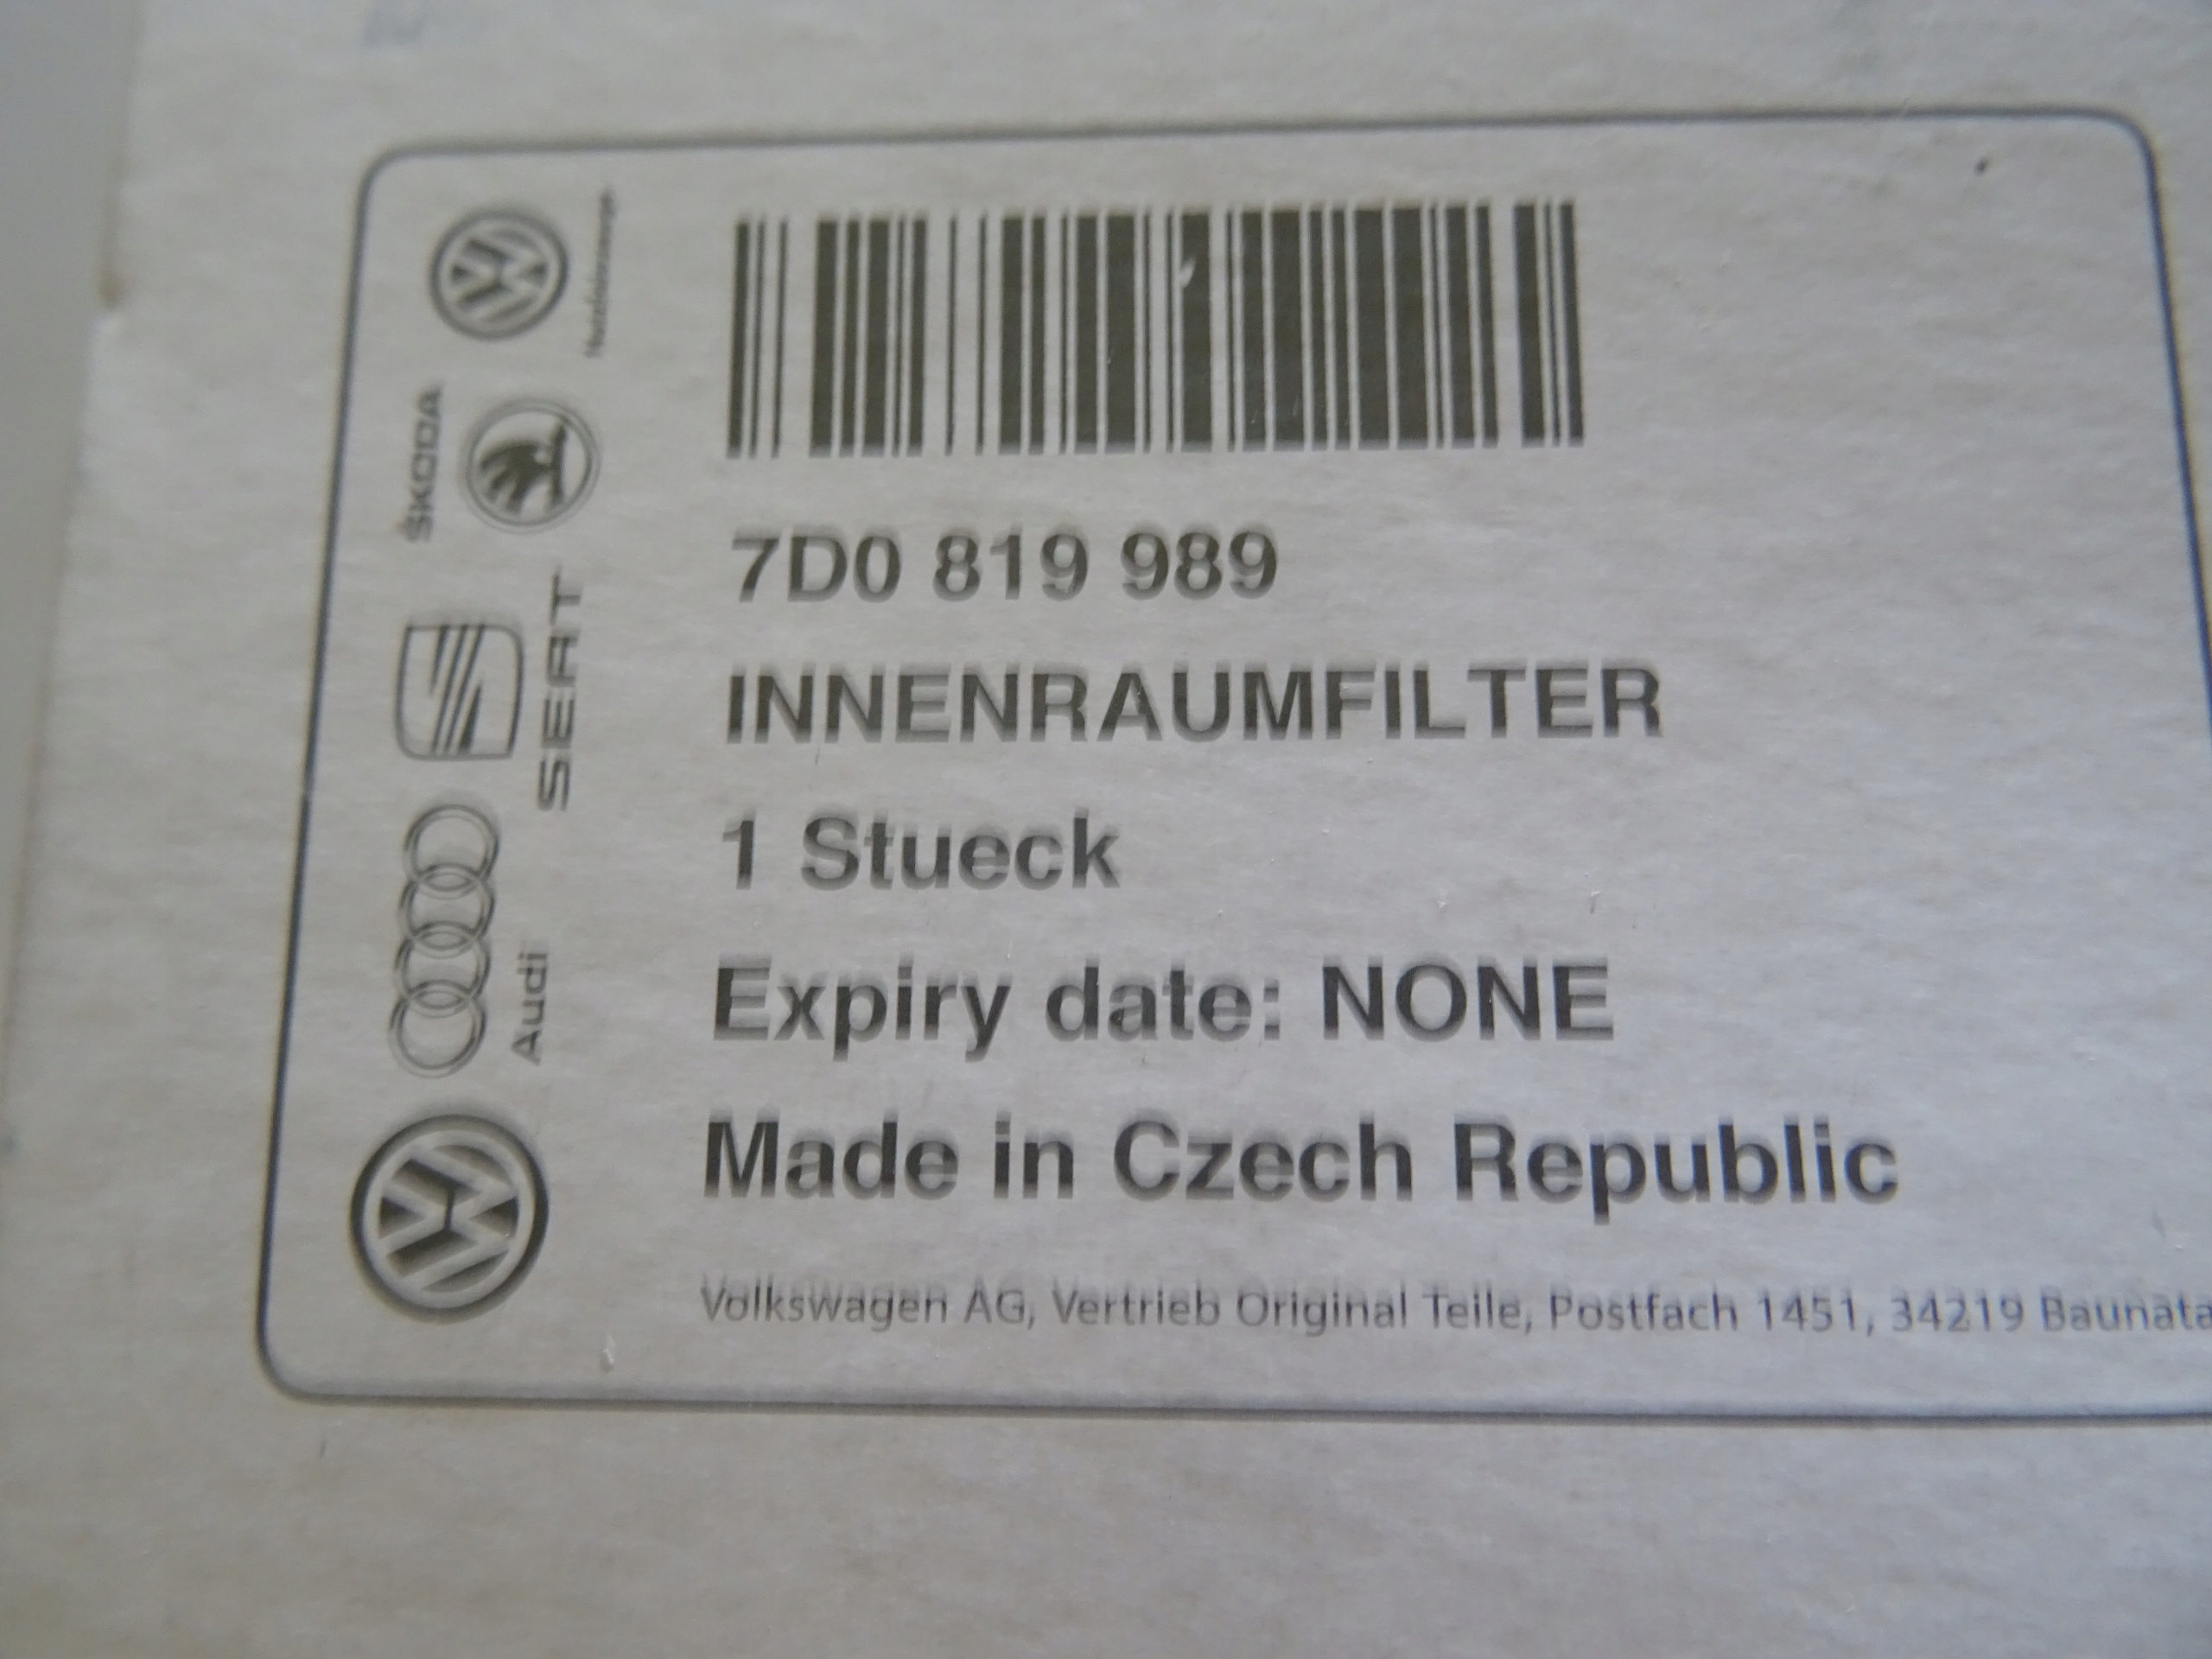 7D0 819 989
INNENRAUMFILTER
1 Stueck
Expiry date: NONE
Made in Czech Republic
Volkswagen AG, Vertrieb Original Teile, Postfach 1451, 34219 Baunata
Nutzfahrzeuge
ŠKODA
SEAT
Audi